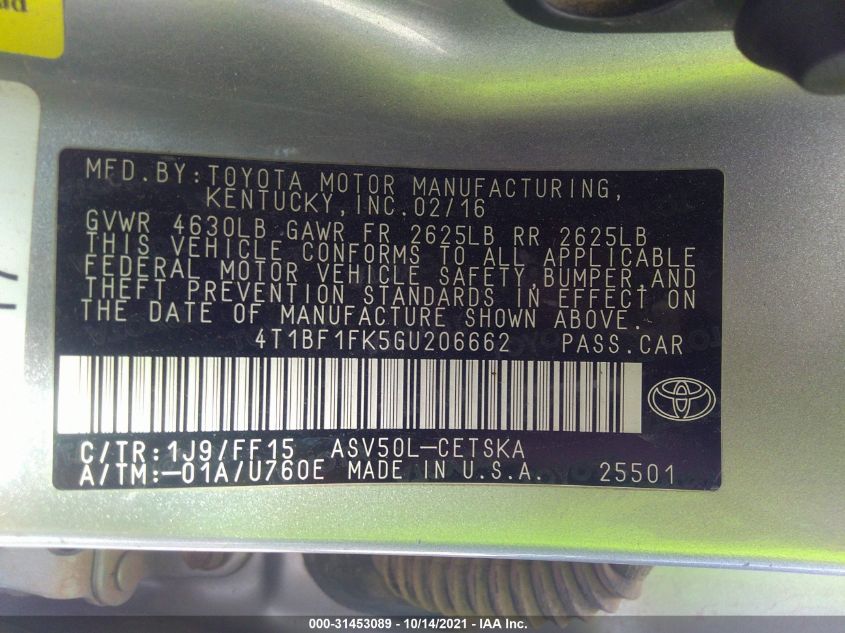 MFD.BY:TOYOTA MOTOR MANUFACTURING,
KENTUCKY,INC.02/16
GVWR 4630LB GAWR FR 2625LB RR 2625LB
THIS VEHICLE CONFORMS TO ALL APPLICABLE
FEDERAL MOTOR VEHICLE SAFETY,BUMPER,AND
THEFT PREVENTION STANDARDS IN EFFECT ON
THE DATE OF MANUFACTURE SHOWN ABOVE.
4T1BF1FK5GU206662 PASS.CAR
C/TR:1J9/FF15 ASV50L-CETSKA
A/TM:-01A/U760E MADE IN U.S.A. 25501
000-31453089 - 10/14/2021 - IAA Inc.